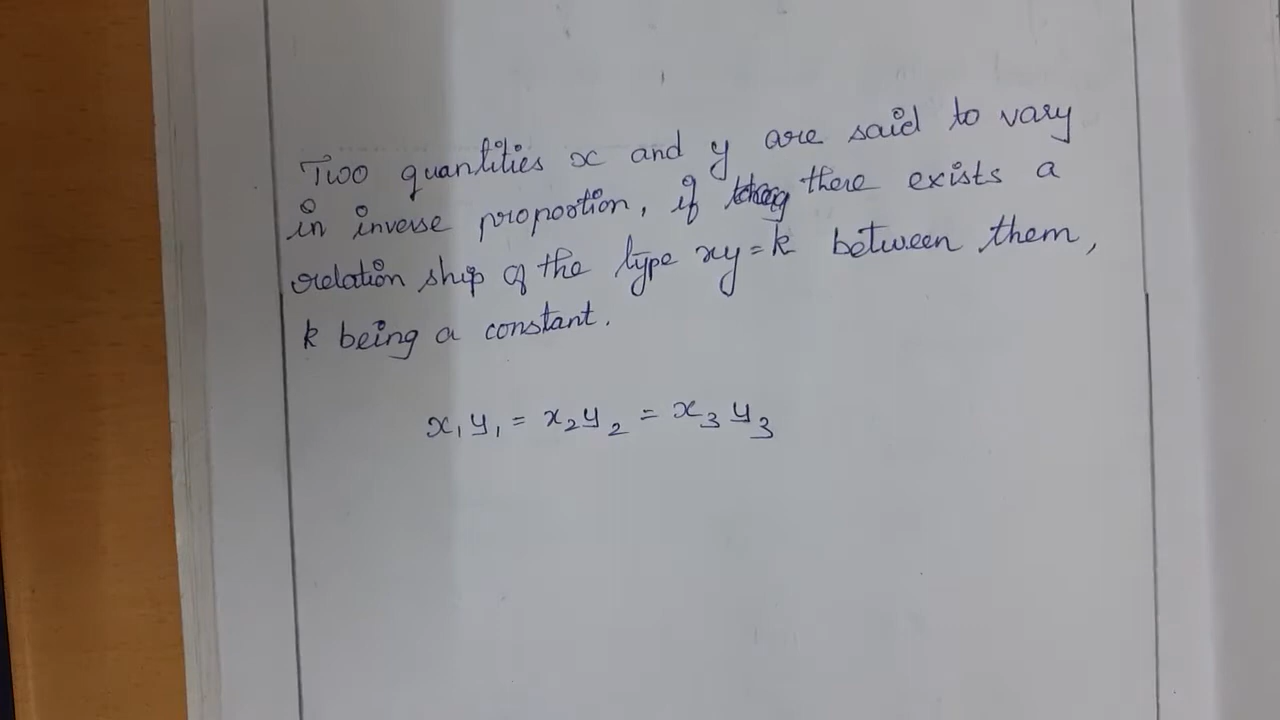 Two quantities x and y are said to vary
in inverse proportion, if there exists a
relation ship of the type xy=k between them,
k being a constant.
x₁y₁ = x₂y₂ = x₃y₃